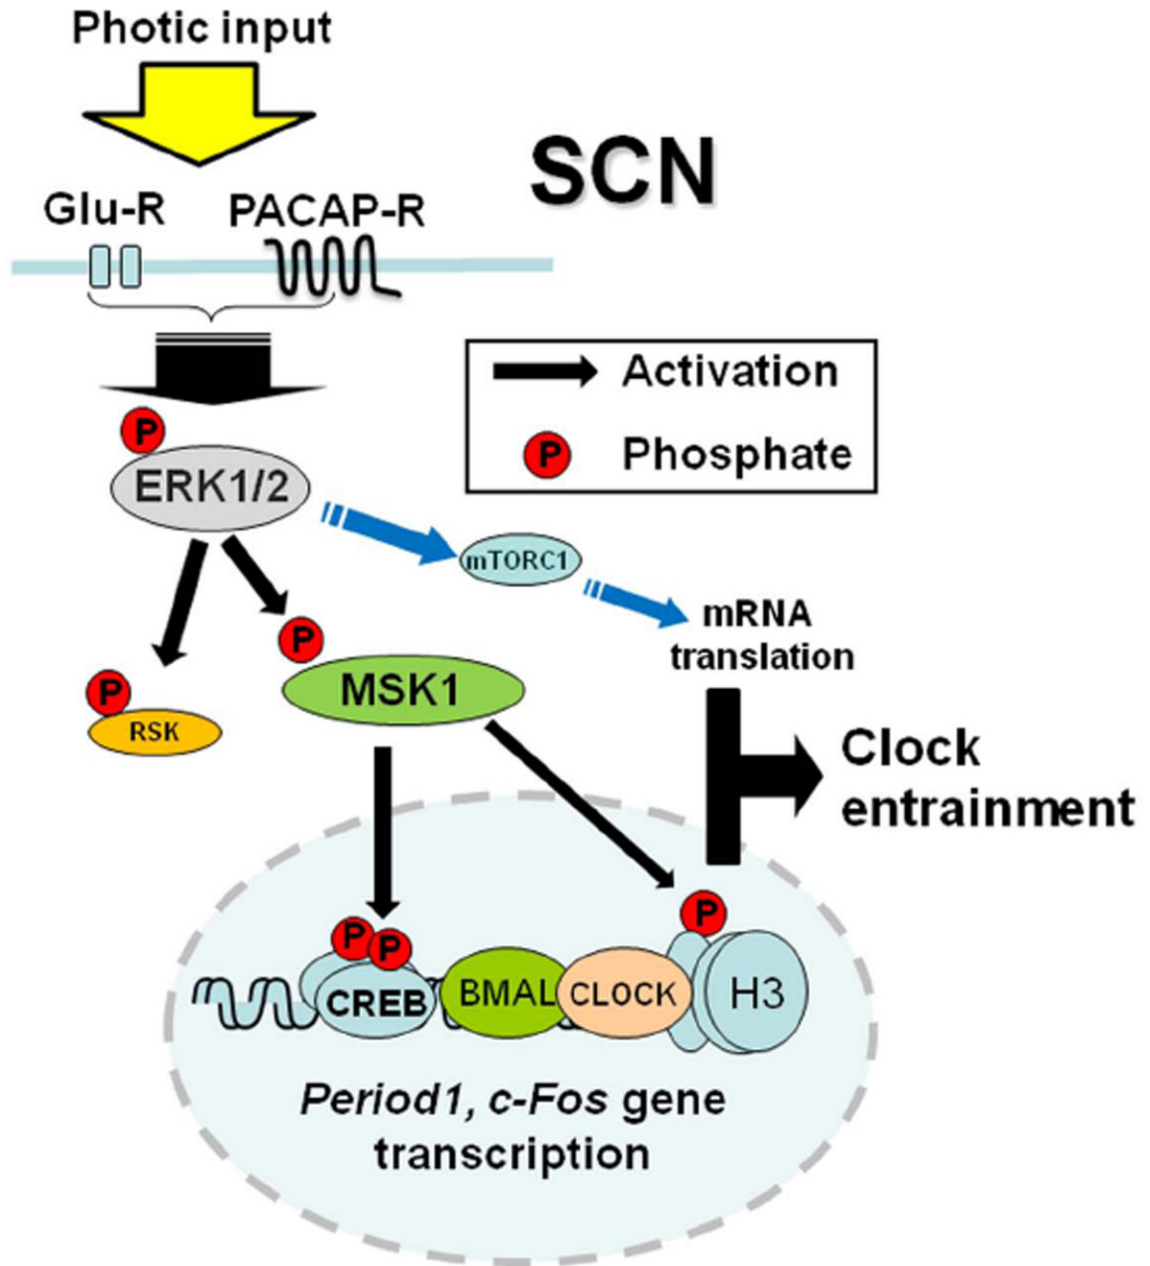 Photic input
SCN
Glu-R
PACAP-R
Activation
P
Phosphate
P
ERK1/2
mTORC1
mRNA
translation
P
MSK1
P
RSK
Clock
entrainment
P
P P
CREB
BMAL
CLOCK
H3
Period1, c-Fos gene
transcription